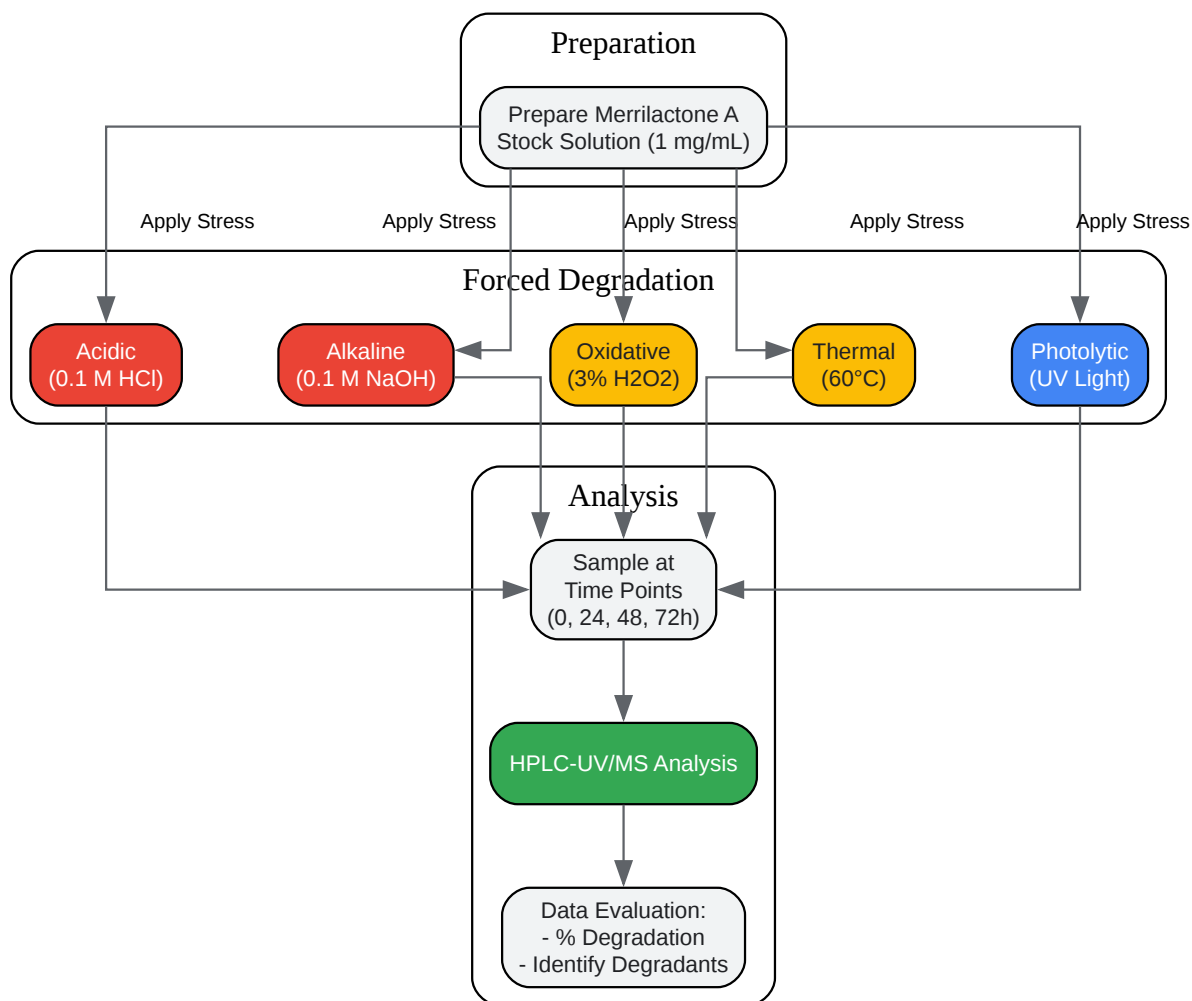 Preparation
Prepare Merrilactone A
Stock Solution (1 mg/mL)
Apply Stress
Apply Stress
Apply Stress
Apply Stress
Apply Stress
Forced Degradation
Acidic
(0.1 M HCl)
Alkaline
(0.1 M NaOH)
Oxidative
(3% H2O2)
Thermal
(60°C)
Photolytic
(UV Light)
Analysis
Sample at
Time Points
(0, 24, 48, 72h)
HPLC-UV/MS Analysis
Data Evaluation:
- % Degradation
- Identify Degradants